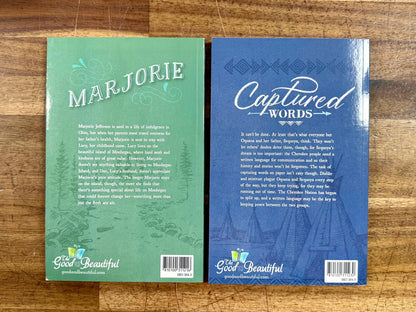 MARJORIE
Marjorie Jefferson is used to a life of indulgence in
Ohio, but when her parents must travel overseas for
her father's health, Marjorie is sent to stay with
Lucy, her childhood nurse. Lucy lives on the
beautiful island of Moolunjao, where hard work and
kindness are of great value. However, Marjorie
doesn't see anything valuable in living on
Island, and Dan, Lucy's husband, doesn't appreciate
Marjorie's poor attitude. The longer Marjorie stays
on the island, though, the more she finds that
there's something special about life on
that could forever change her—something more than
just the fruit and sea.
The
Good and
Beautiful
goodandbeautiful.com
Captured
WORDS
It can't be done. At least that's what everyone but
Oqueta and her father, Sequoya, think. They won't
let others' doubts deter them, though, for Sequoya's
dream is too important: the Cherokee people need a
written language for communication and so their
history and stories won't be forgotten. The task of
capturing words on paper isn't easy though. Doubts
and mistrust plague Oqueta and Sequoya every step
of the way, but they keep trying, for they may be
running out of time. The Cherokee Nation has begun
to split up, and a written language may be the key to
keeping peace between the two groups.
The
Good and
Beautiful
goodandbeautiful.com